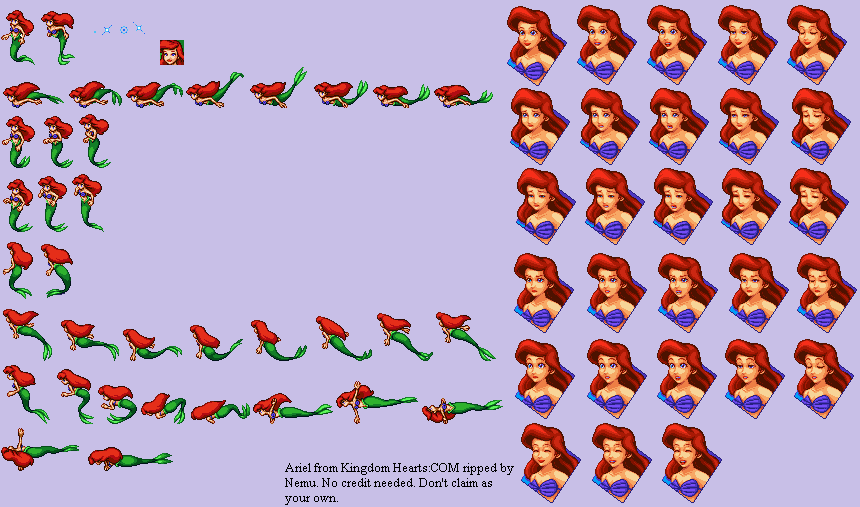 Ariel from Kingdom Hearts:COM ripped by
Nemu. No credit needed. Don't claim as
your own.